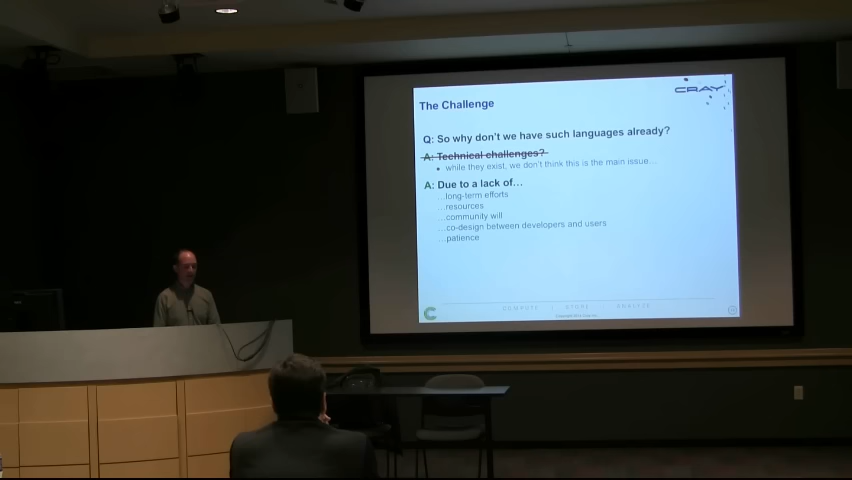 The Challenge
CRAY
Q: So why don't we have such languages already?
A: Technical challenges?
• while they exist, we don't think this is the main issue...
A: Due to a lack of...
...long-term efforts
...resources
...community will
...co-design between developers and users
...patience
COMPUTE | STORE | ANALYZE